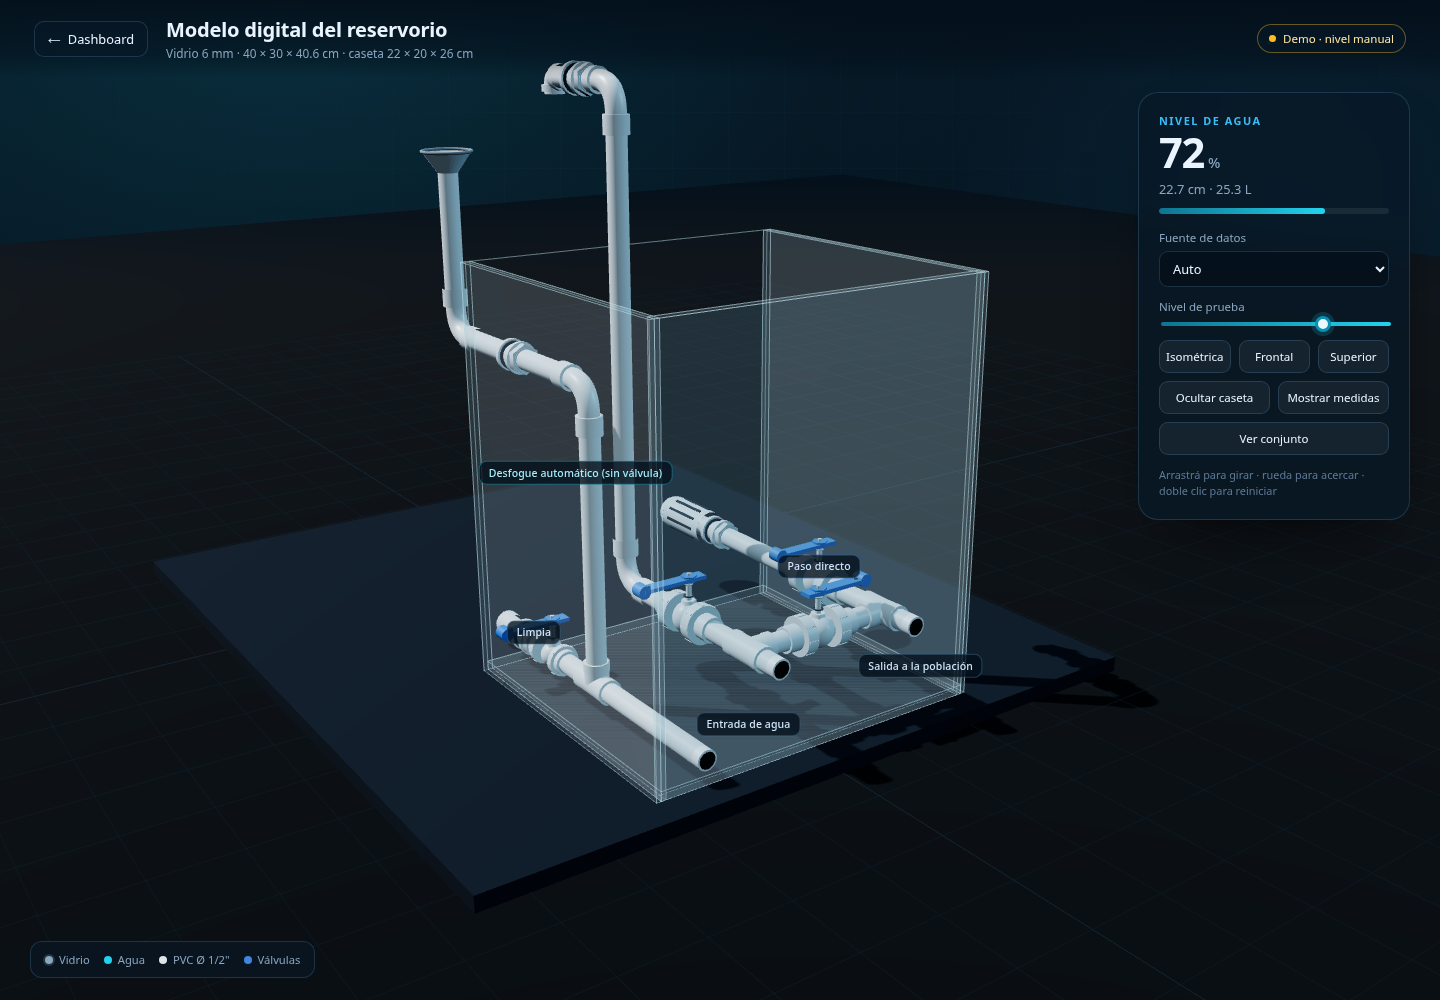 ← Dashboard
Modelo digital del reservorio
Vidrio 6 mm · 40 × 30 × 40.6 cm · caseta 22 × 20 × 26 cm
Demo · nivel manual
NIVEL DE AGUA
72 %
22.7 cm · 25.3 L
Fuente de datos
Auto
Nivel de prueba
Isométrica Frontal Superior
Ocultar caseta Mostrar medidas
Ver conjunto
Arrastrá para girar · rueda para acercar ·
doble clic para reiniciar
Desfogue automático (sin válvula)
Paso directo
Limpia
Salida a la población
Entrada de agua
Vidrio Agua PVC Ø 1/2" Válvulas